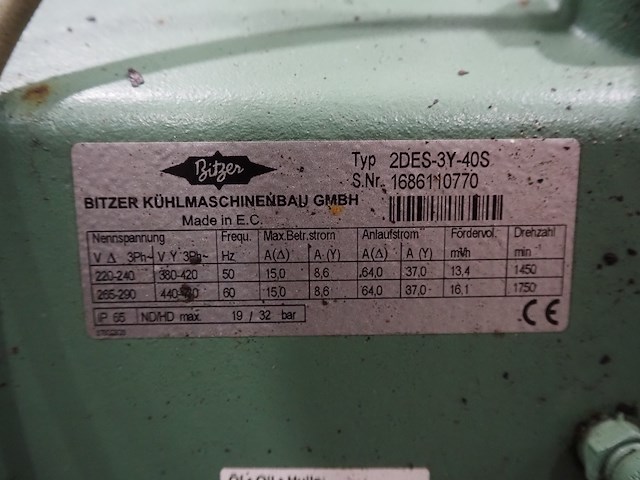 Bitzer
Typ 2DES-3Y-40S
S.Nr. 1686110770
BITZER KÜHLMASCHINENBAU GMBH
Made in E.C.
Nennspannung Frequ. Max.Betr.strom Anlaufstrom Fördervol. Drehzahl
V Δ 3Ph~ V Y 3Ph~ Hz A(Δ) A (Y) A(Δ) A (Y) m³/h min
220-240 380-420 50 15,0 8,6 64,0 37,0 13,4 1450
265-290 60 15,0 8,6 64,0 37,0 16,1 1750
IP 65 ND/HD max. 19 / 32 bar
CE